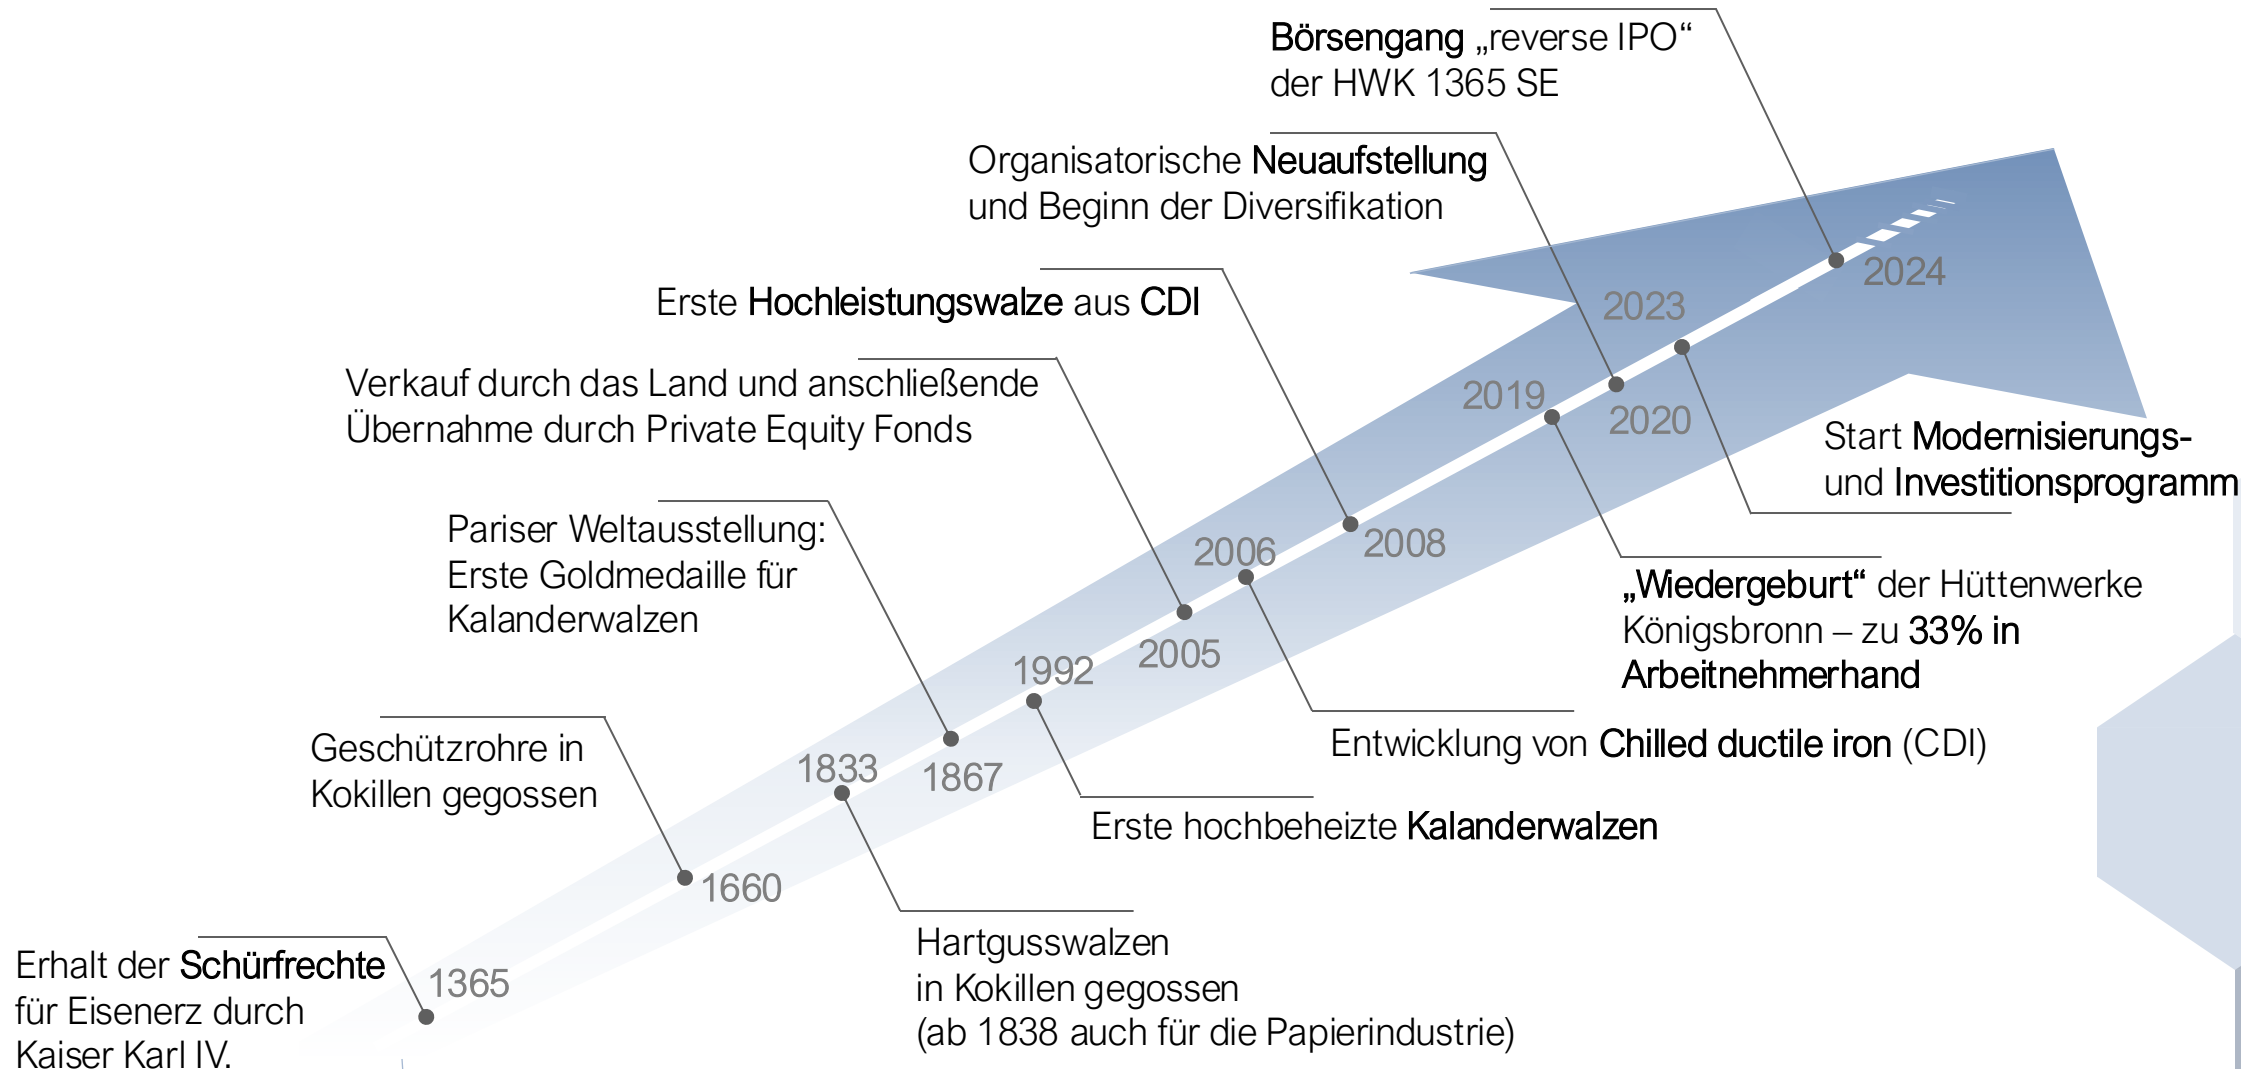 Börsengang „reverse IPO“
der HWK 1365 SE
Organisatorische Neuaufstellung
und Beginn der Diversifikation
2024
Erste Hochleistungswalze aus CDI
2023
Verkauf durch das Land und anschließende
Übernahme durch Private Equity Fonds
2019
2020
Start Modernisierungs-
und Investitionsprogramm
Pariser Weltausstellung:
Erste Goldmedaille für
Kalanderwalzen
2006
2008
„Wiedergeburt“ der Hüttenwerke
Königsbronn – zu 33% in
Arbeitnehmerhand
1992
2005
Geschützrohre in
Kokillen gegossen
1833
1867
Entwicklung von Chilled ductile iron (CDI)
Erste hochbeheizte Kalanderwalzen
1660
Erhalt der Schürfrechte
für Eisenerz durch
Kaiser Karl IV.
1365
Hartgusswalzen
in Kokillen gegossen
(ab 1838 auch für die Papierindustrie)